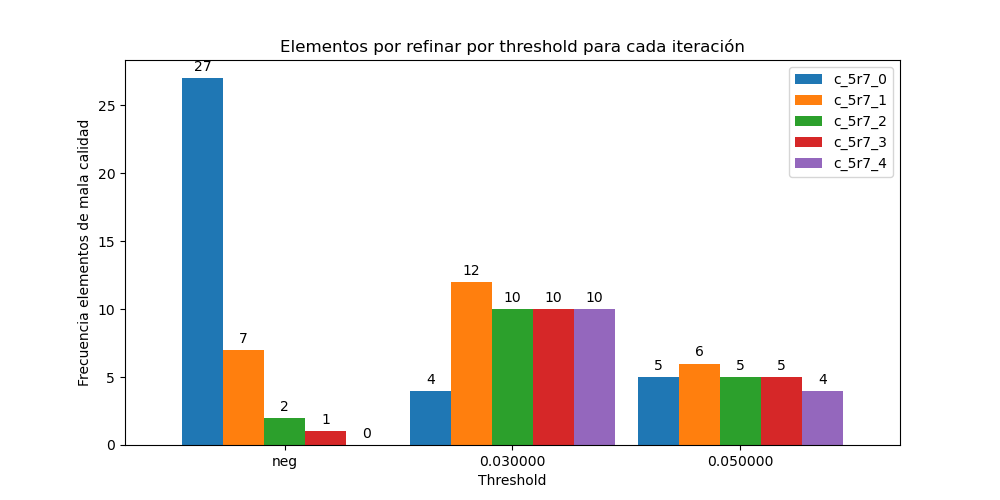 Elementos por refinar por threshold para cada iteración
Frecuencia elementos de mala calidad
25
20
15
10
5
0
27
7
2
1
0
4
12
10
10
10
5
6
5
5
4
c_5r7_0
c_5r7_1
c_5r7_2
c_5r7_3
c_5r7_4
neg
0.030000
0.050000
Threshold